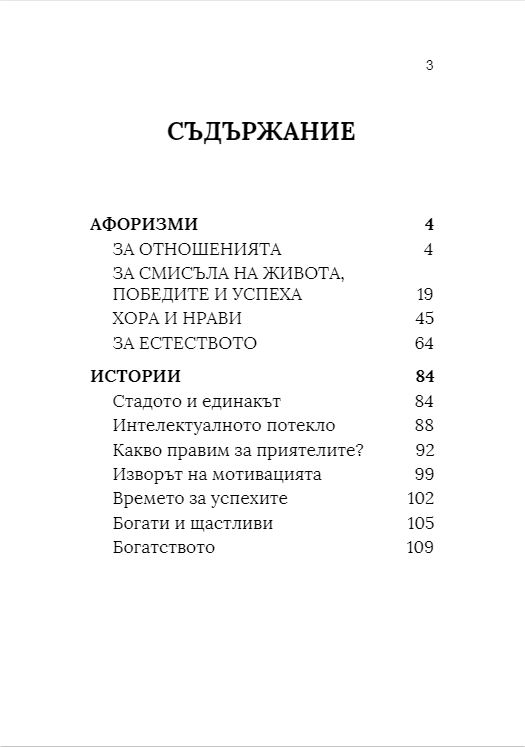 3
СЪДЪРЖАНИЕ
АФОРИЗМИ 4
ЗА ОТНОШЕНИЯТА 4
ЗА СМИСЪЛА НА ЖИВОТА,
ПОБЕДИТЕ И УСПЕХА 19
ХОРА И НРАВИ 45
ЗА ЕСТЕСТВОТО 64
ИСТОРИИ 84
Стадото и единакът 84
Интелектуалното потекло 88
Какво правим за приятелите? 92
Изворът на мотивацията 99
Времето за успехите 102
Богати и щастливи 105
Богатството 109